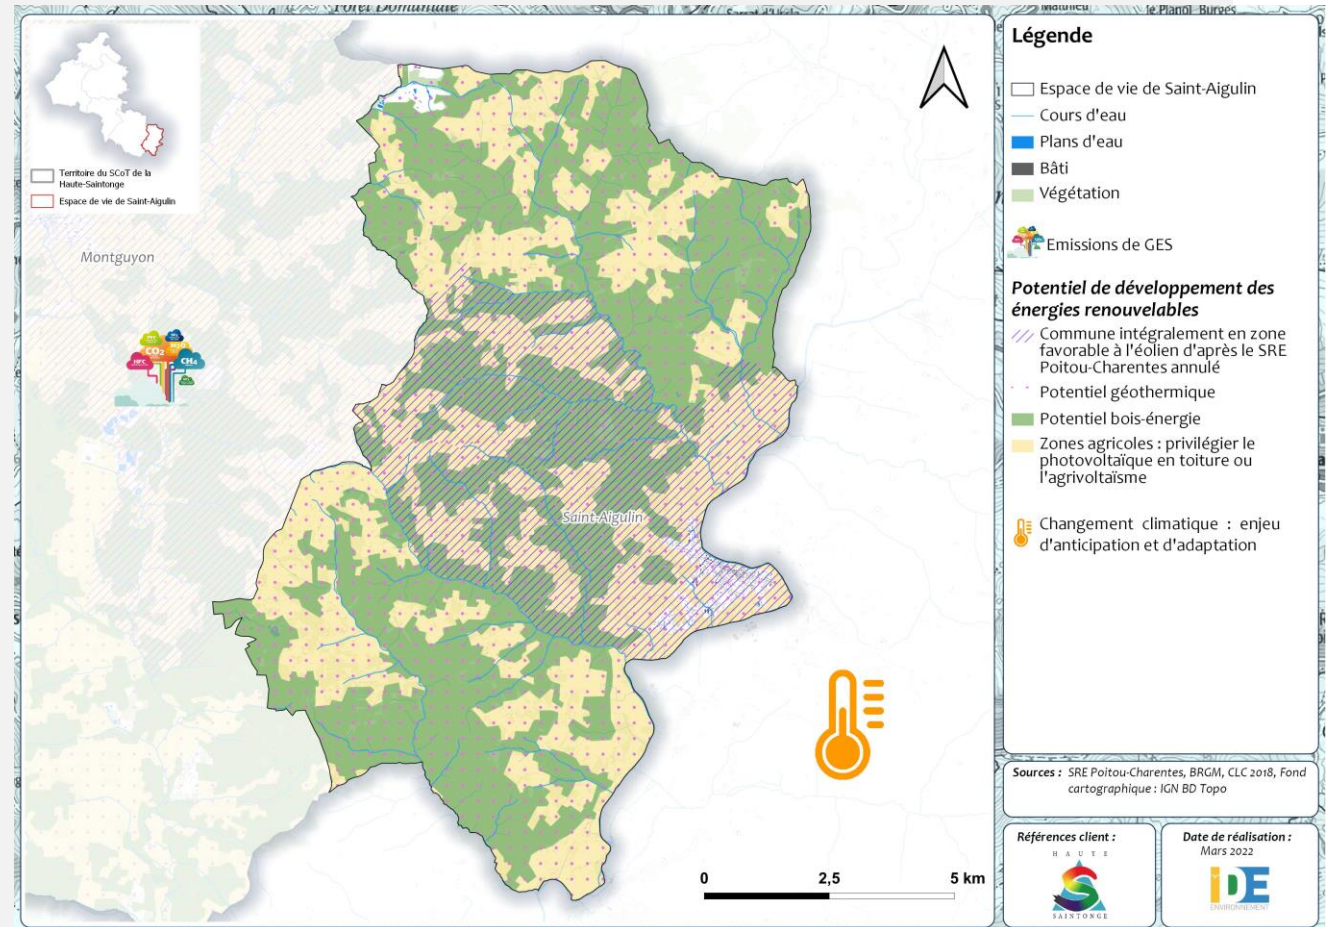 Territoire du SCoT de la
Haute-Saintonge
Espace de vie de Saint-Aigulin
Montguyon
HFC
CO2
CH4
Saint-Aigulin
0
2,5
5 km
Légende
Espace de vie de Saint-Aigulin
Cours d'eau
Plans d'eau
Bâti
Végétation
Emissions de GES
Potentiel de développement des
énergies renouvelables
Commune intégralement en zone
favorable à l'éolien d'après le SRE
Poitou-Charentes annulé
Potentiel géothermique
Potentiel bois-énergie
Zones agricoles : privilégier le
photovoltaïque en toiture ou
l'agrivoltaïsme
Changement climatique : enjeu
d'anticipation et d'adaptation
Sources : SRE Poitou-Charentes, BRGM, CLC 2018, Fond
cartographique : IGN BD Topo
Références client :
HAUTE
SAINTONGE
Date de réalisation :
Mars 2022
IDE
ENVIRONNEMENT